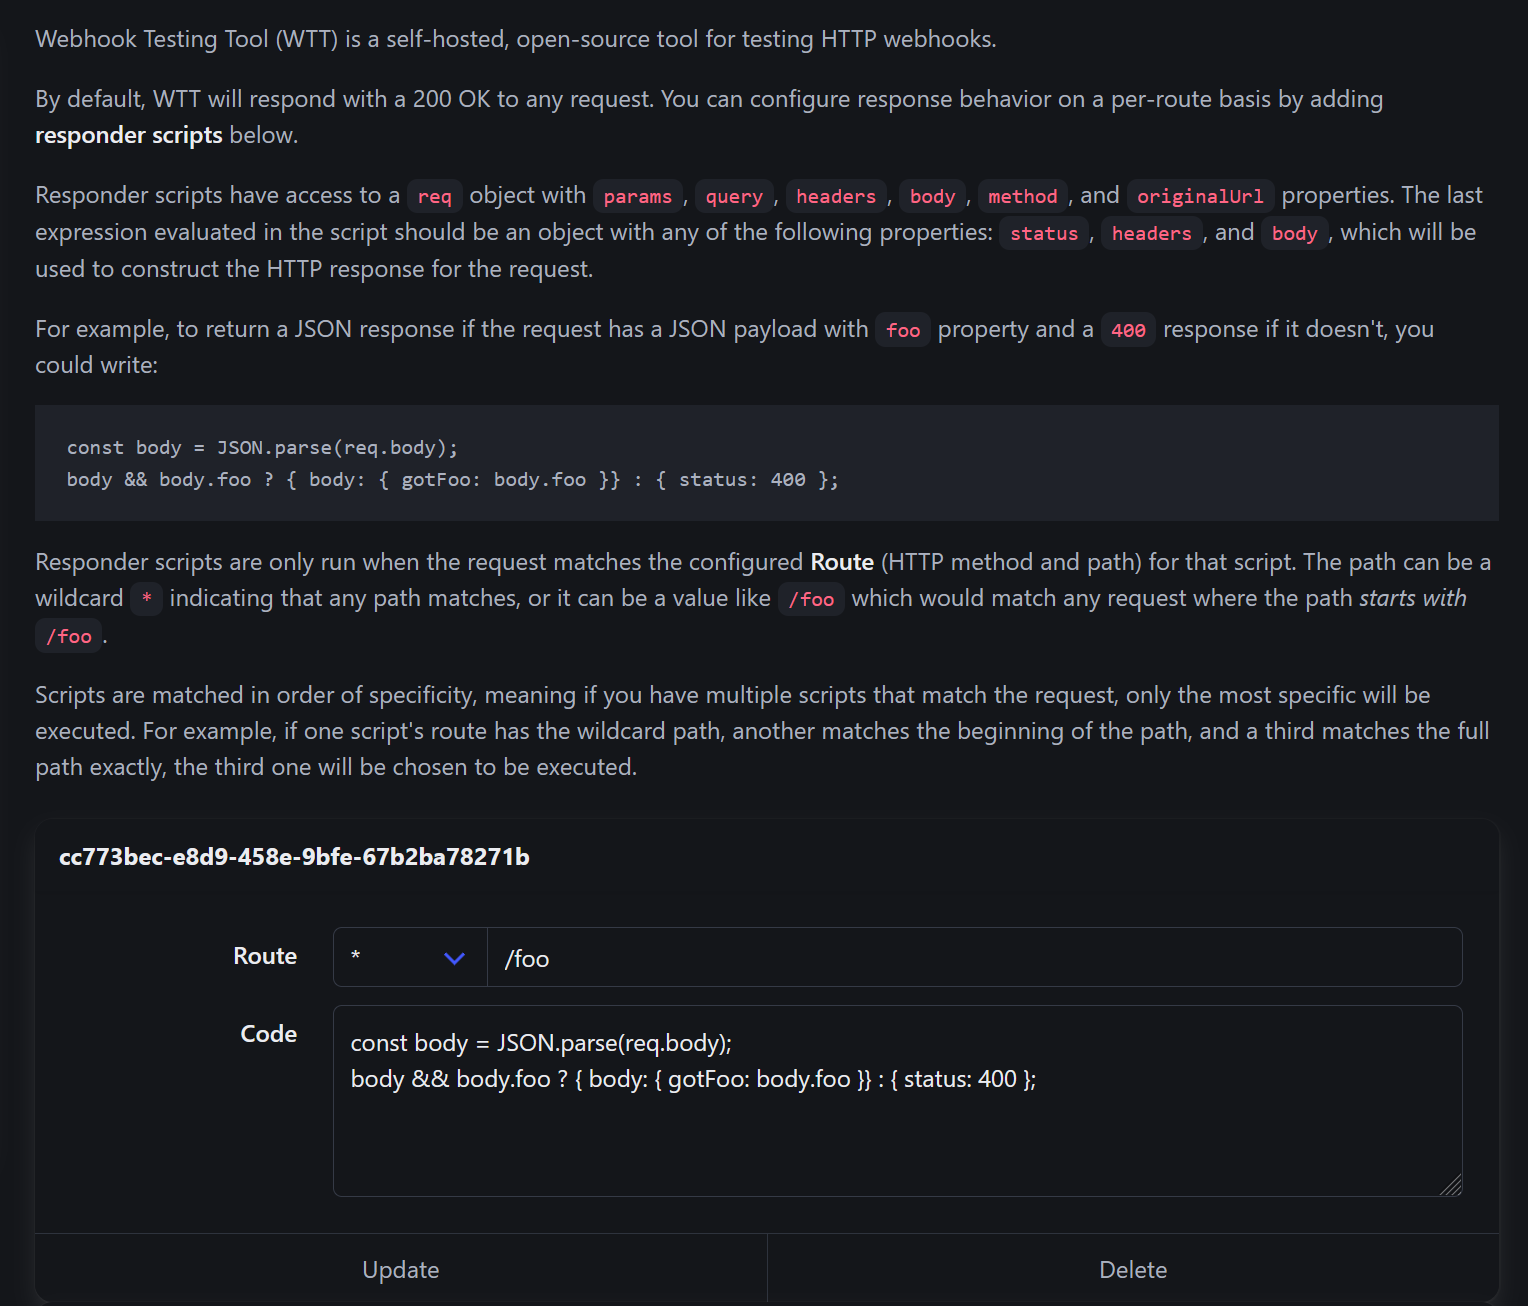 Webhook Testing Tool (WTT) is a self-hosted, open-source tool for testing HTTP webhooks.
By default, WTT will respond with a 200 OK to any request. You can configure response behavior on a per-route basis by adding
responder scripts below.
Responder scripts have access to a req object with params, query, headers, body, method, and originalUrl properties. The last
expression evaluated in the script should be an object with any of the following properties: status, headers, and body, which will be
used to construct the HTTP response for the request.
For example, to return a JSON response if the request has a JSON payload with foo property and a 400 response if it doesn't, you
could write:
const body = JSON.parse(req.body);
body && body.foo ? { body: { gotFoo: body.foo }} : { status: 400 };
Responder scripts are only run when the request matches the configured Route (HTTP method and path) for that script. The path can be a
wildcard * indicating that any path matches, or it can be a value like /foo which would match any request where the path starts with
/foo.
Scripts are matched in order of specificity, meaning if you have multiple scripts that match the request, only the most specific will be
executed. For example, if one script's route has the wildcard path, another matches the beginning of the path, and a third matches the full
path exactly, the third one will be chosen to be executed.
cc773bec-e8d9-458e-9bfe-67b2ba78271b
Route * /foo
Code
const body = JSON.parse(req.body);
body && body.foo ? { body: { gotFoo: body.foo }} : { status: 400 };
Update Delete